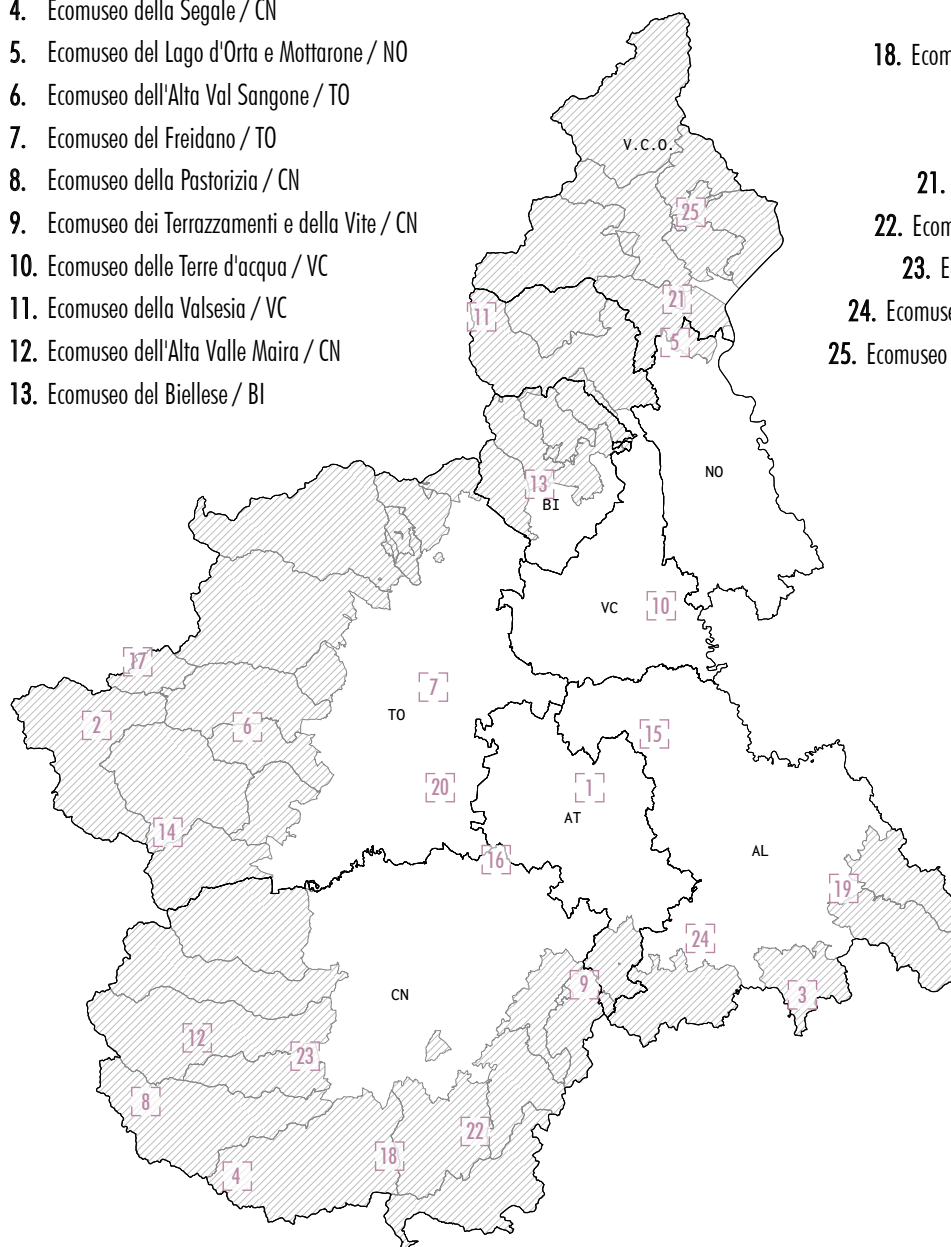 4. Ecomuseo della Segale / CN
5. Ecomuseo del Lago d'Orta e Mottarone / NO
6. Ecomuseo dell'Alta Val Sangone / TO
7. Ecomuseo del Freidano / TO
8. Ecomuseo della Pastorizia / CN
9. Ecomuseo dei Terrazzamenti e della Vite / CN
10. Ecomuseo delle Terre d'acqua / VC
11. Ecomuseo della Valsesia / VC
12. Ecomuseo dell'Alta Valle Maira / CN
13. Ecomuseo del Biellese / BI
18. Ecom
21.
22. Ecom
23. E
24. Ecomuse
25. Ecomuseo
V.C.O.
25
21
11
5
NO
13
BI
VC
10
17
2
6
7
TO
15
20
1
AT
14
16
AL
19
24
9
3
CN
12
23
8
22
18
4